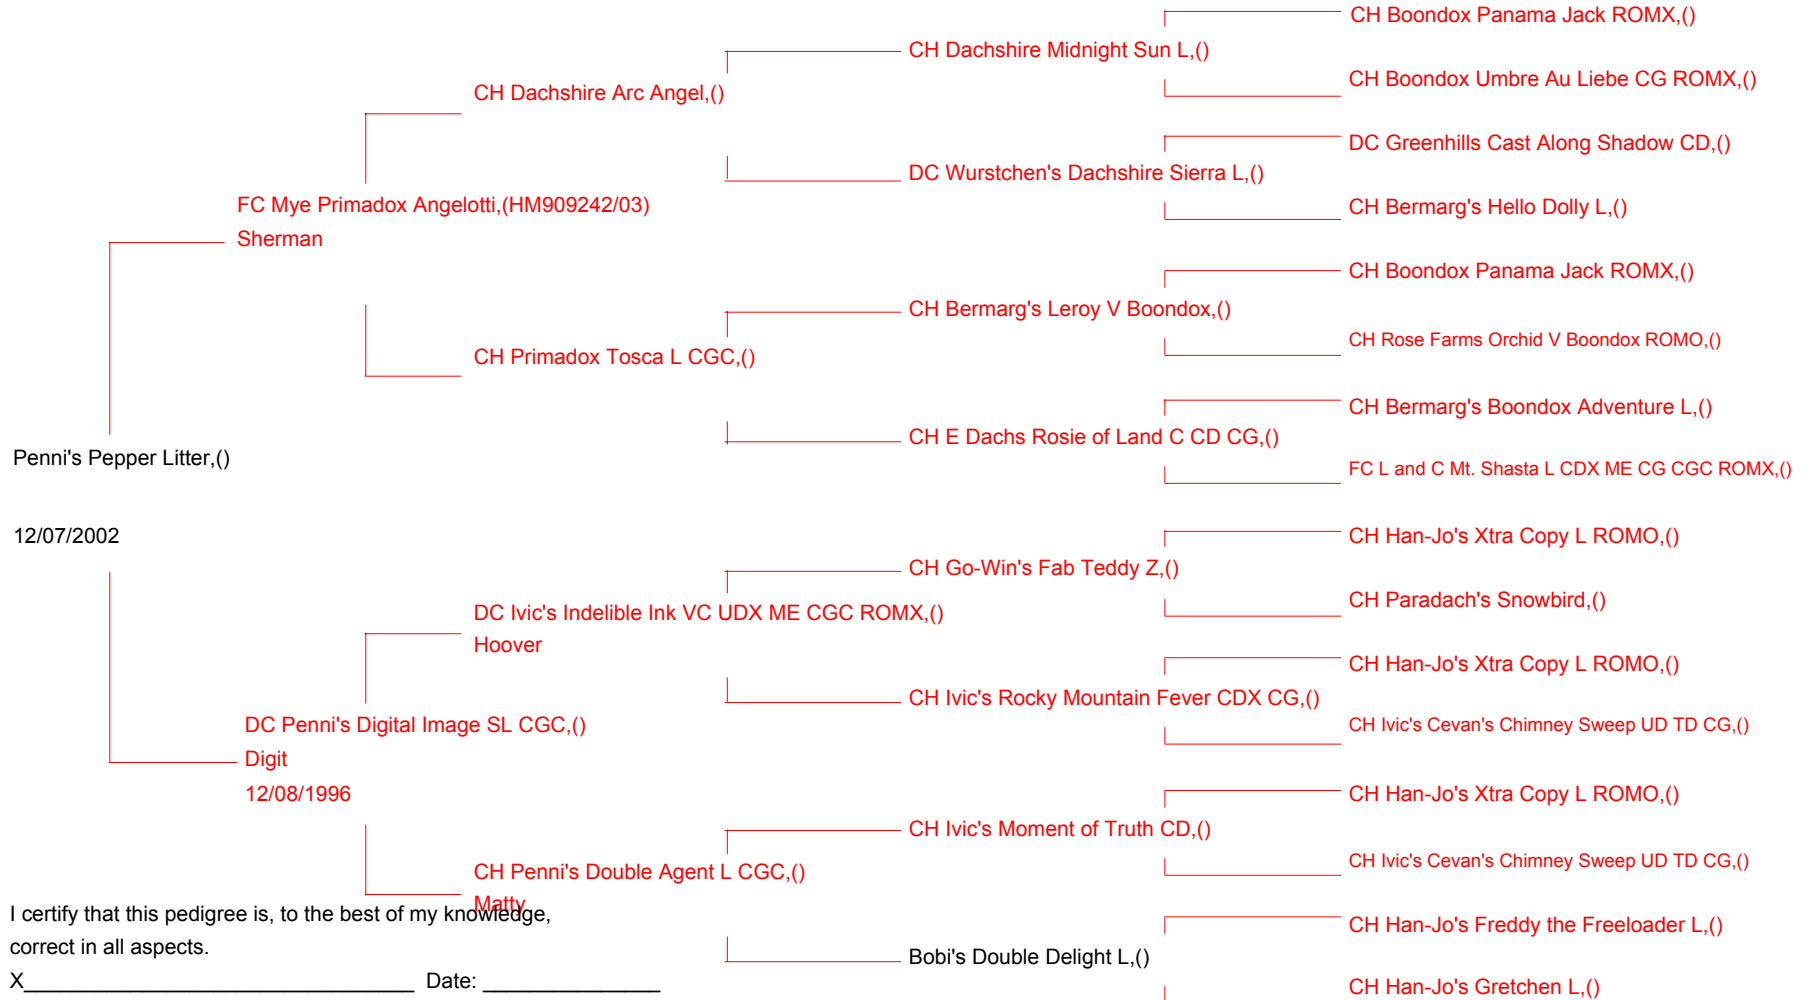 CH Boondox Panama Jack ROMX,()
CH Dachshire Midnight Sun L,()
CH Boondox Umbre Au Liebe CG ROMX,()
CH Dachshire Arc Angel,()
DC Greenhills Cast Along Shadow CD,()
DC Wurstchen's Dachshire Sierra L,()
CH Bermarg's Hello Dolly L,()
FC Mye Primadox Angelotti,(HM909242/03)
Sherman
CH Boondox Panama Jack ROMX,()
CH Bermarg's Leroy V Boondox,()
CH Rose Farms Orchid V Boondox ROMO,()
CH Primadox Tosca L CGC,()
CH Bermarg's Boondox Adventure L,()
CH E Dachs Rosie of Land C CD CG,()
FC L and C Mt. Shasta L CDX ME CG CGC ROMX,()
Penni's Pepper Litter,()
12/07/2002
CH Han-Jo's Xtra Copy L ROMO,()
CH Go-Win's Fab Teddy Z,()
CH Paradach's Snowbird,()
DC Ivic's Indelible Ink VC UDX ME CGC ROMX,()
Hoover
CH Han-Jo's Xtra Copy L ROMO,()
CH Ivic's Rocky Mountain Fever CDX CG,()
CH Ivic's Cevan's Chimney Sweep UD TD CG,()
DC Penni's Digital Image SL CGC,()
Digit
12/08/1996
CH Han-Jo's Xtra Copy L ROMO,()
CH Ivic's Moment of Truth CD,()
CH Ivic's Cevan's Chimney Sweep UD TD CG,()
CH Penni's Double Agent L CGC,()
Matty
CH Han-Jo's Freddy the Freeloader L,()
Bobi's Double Delight L,()
CH Han-Jo's Gretchen L,()
I certify that this pedigree is, to the best of my knowledge,
correct in all aspects.
X________________________________ Date: _______________